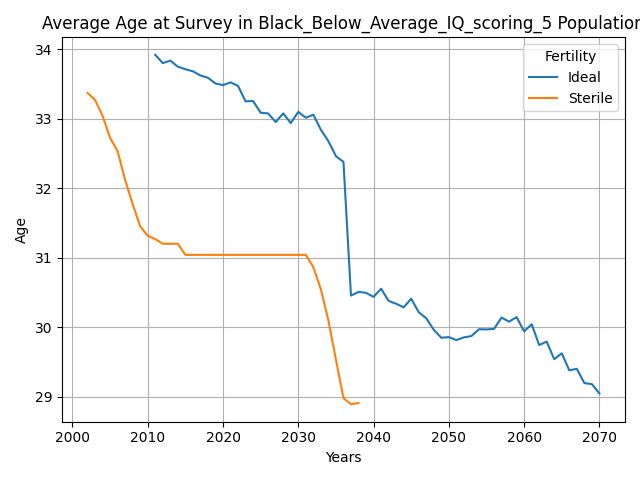 Average Age at Survey in Black_Below_Average_IQ_scoring_5 Population
Fertility
Ideal
Sterile
34
33
32
31
30
29
Age
2000 2010 2020 2030 2040 2050 2060 2070
Years